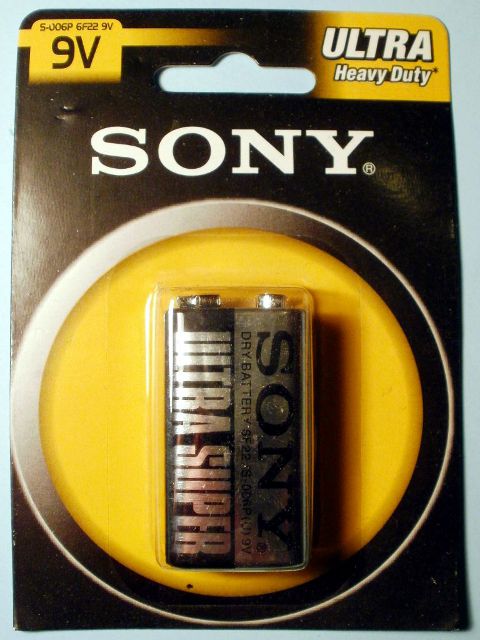 S-006P 6F22 9V
9V
ULTRA
Heavy Duty*
SONY®
SONY®
DRY BATTERY 6F22/S-006P(U) 9V
ULTRA SUPER